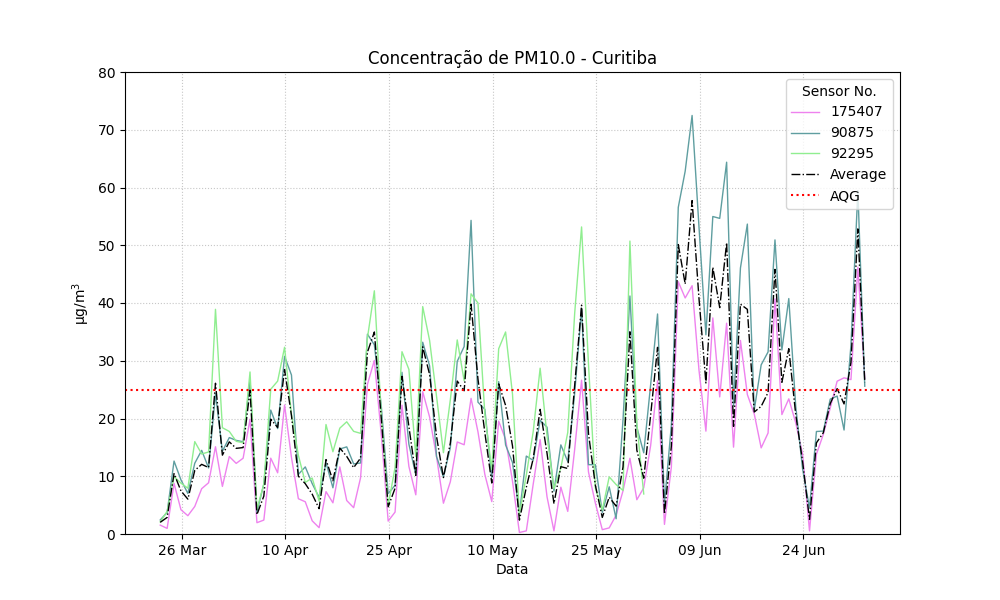 Concentração de PM10.0 - Curitiba
80
70
60
50
40
30
20
10
0
µg/m³
Sensor No.
175407
90875
92295
Average
AQG
26 Mar
10 Apr
25 Apr
10 May
25 May
09 Jun
24 Jun
Data